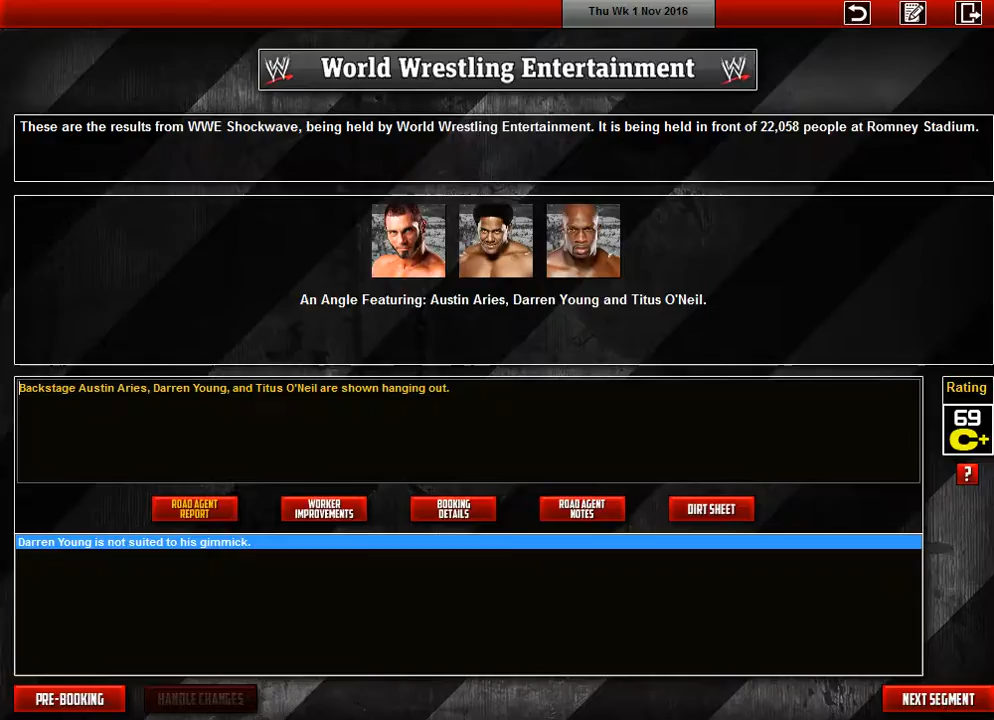 Thu Wk 1 Nov 2016
World Wrestling Entertainment
These are the results from WWE Shockwave, being held by World Wrestling Entertainment. It is being held in front of 22,058 people at Romney Stadium.
An Angle Featuring: Austin Aries, Darren Young and Titus O'Neil.
Backstage Austin Aries, Darren Young, and Titus O'Neil are shown hanging out.
Rating
69
C+
?
ROAD AGENT REPORT
WORKER IMPROVEMENTS
BOOKING DETAILS
ROAD AGENT NOTES
DIRT SHEET
Darren Young is not suited to his gimmick.
PRE-BOOKING
HANDLE CHANGES
NEXT SEGMENT